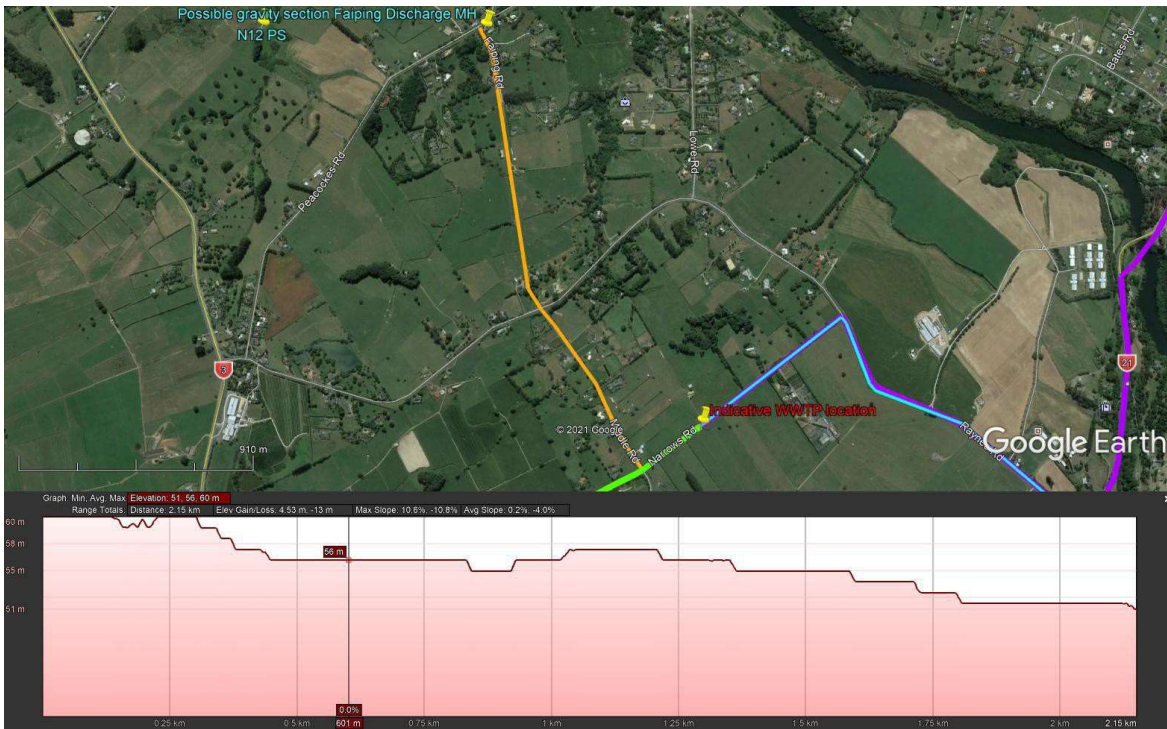 Possible gravity section Faiping Discharge MH
N12 PS
Faiping Rd
Bares Rd
Lowe Rd
Peacockes Rd
3
21
Indicative WWTP location
© 2021 Google
Middle Rd
Narrows Rd
Raynes Rd
Google Earth
910 m
Graph: Min, Avg, Max Elevation: 51, 56, 60 m
Range Totals: Distance: 2.15 km Elev Gain/Loss: 4.53 m, -13 m Max Slope: 10.6%, -10.8% Avg Slope: 0.2%, -4.0%
60 m
58 m
56 m
55 m
51 m
0.0%
0.25 km 0.5 km 601 m 0.75 km 1 km 1.25 km 1.5 km 1.75 km 2 km 2.15 km